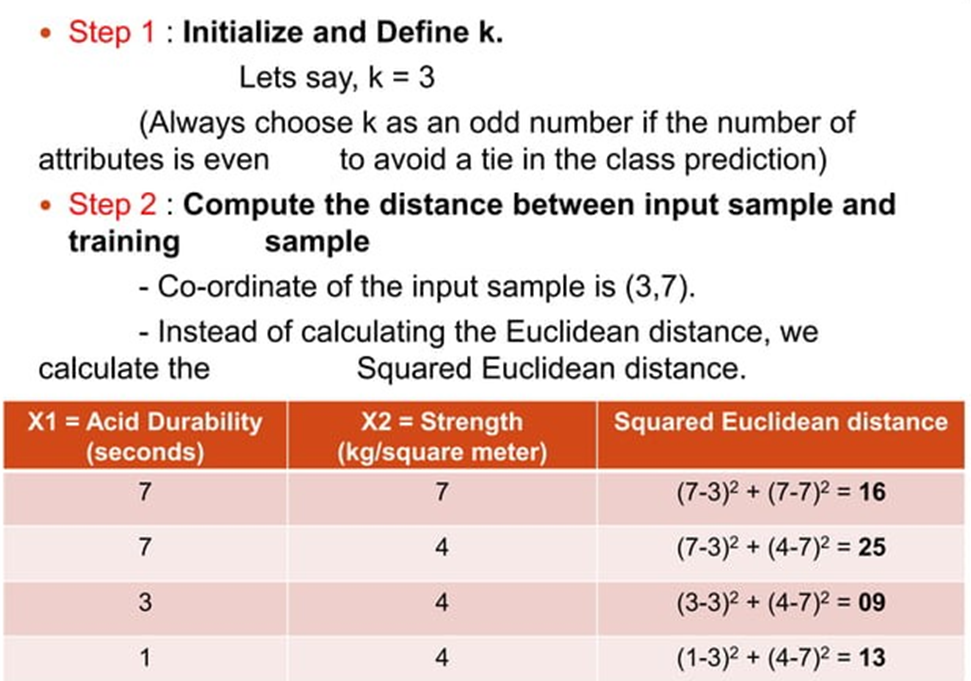 • Step 1 : Initialize and Define k.
Lets say, k = 3
(Always choose k as an odd number if the number of
attributes is even to avoid a tie in the class prediction)
• Step 2 : Compute the distance between input sample and
training sample
- Co-ordinate of the input sample is (3,7).
- Instead of calculating the Euclidean distance, we
calculate the Squared Euclidean distance.
X1 = Acid Durability X2 = Strength Squared Euclidean distance
(seconds) (kg/square meter)
7 7 (7-3)² + (7-7)² = 16
7 4 (7-3)² + (4-7)² = 25
3 4 (3-3)² + (4-7)² = 09
1 4 (1-3)² + (4-7)² = 13